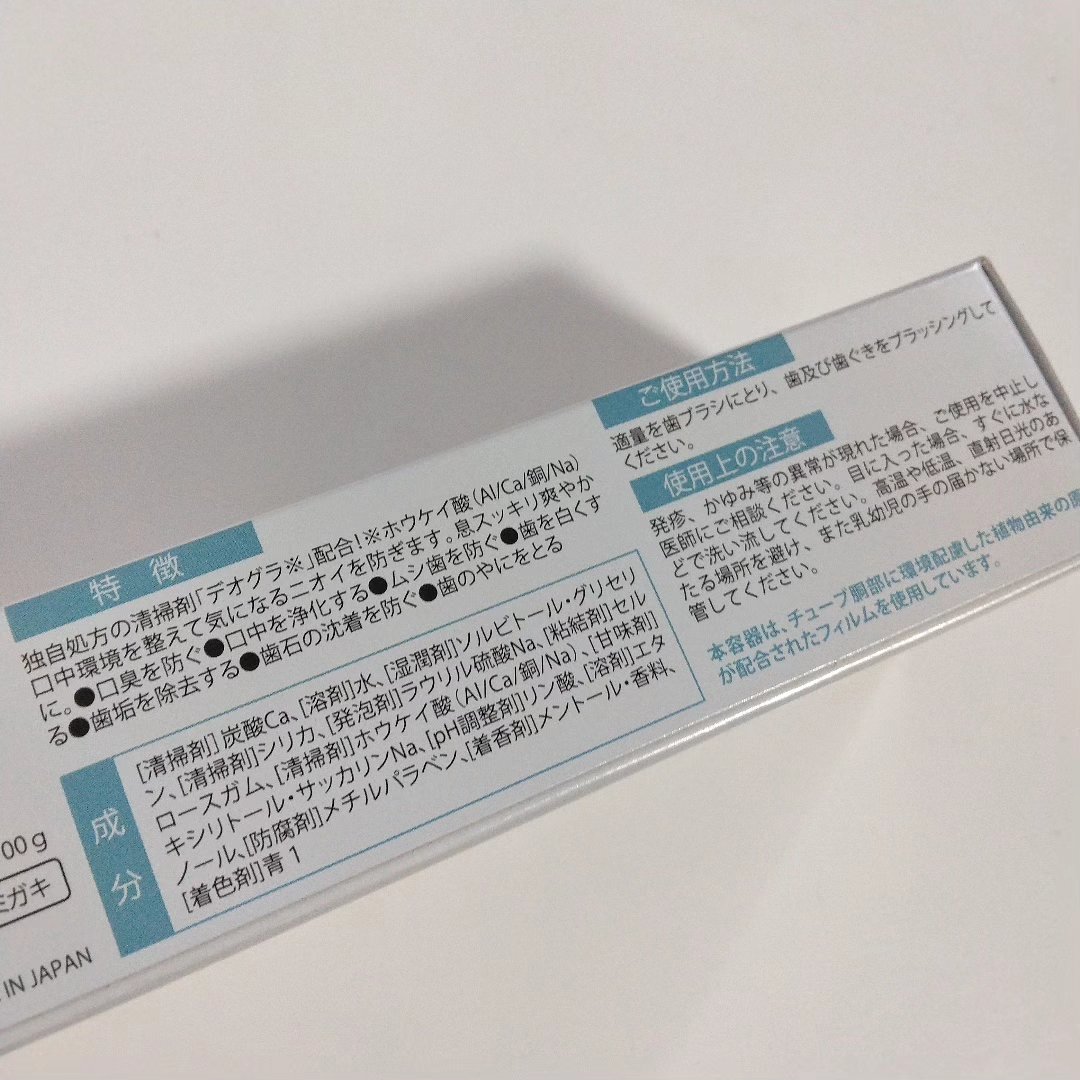 特 徴
独自処方の清掃剤「デオグラ※」配合!※ホウケイ酸(Al/Ca/銅/Na)
口中環境を整えて気になるニオイを防ぎます。息スッキリ爽やか
に。●口臭を防ぐ●口中を浄化する●ムシ歯を防ぐ●歯を白くす
る●歯垢を除去する●歯石の沈着を防ぐ●歯のやにをとる
成分
[清掃剤]炭酸Ca、[溶剤]水、[湿潤剤]ソルビトール・グリセリ
ン、[清掃剤]シリカ、[発泡剤]ラウリル硫酸Na、[粘結剤]セル
ロースガム、[清掃剤]ホウケイ酸(Al/Ca/銅/Na)、[甘味剤]
キシリトール・サッカリンNa、[pH調整剤]リン酸、[溶剤]エタ
ノール、[防腐剤]メチルパラベン、[着香剤]メントール・香料、
[着色剤]青1
00g
ミガキ
IN JAPAN
ご使用方法
適量を歯ブラシにとり、歯及び歯ぐきをブラッシングして
ください。
使用上の注意
発疹、かゆみ等の異常が現れた場合、ご使用を中止し
医師にご相談ください。目に入った場合、すぐに水な
どで洗い流してください。高温や低温、直射日光のあ
たる場所を避け、また乳幼児の手の届かない場所で保
管してください。
本容器は、チューブ胴部に環境配慮した植物由来の原
が配合されたフィルムを使用しています。